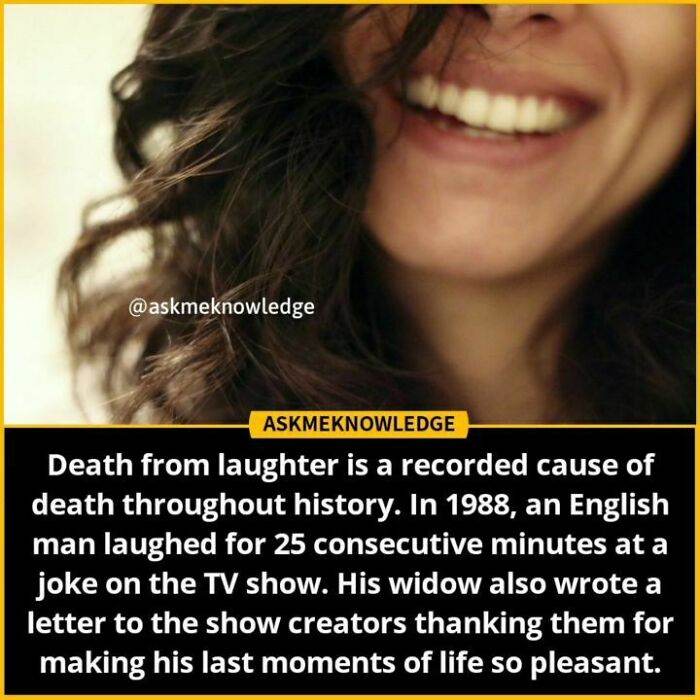 @askmeknowledge
ASKMEKNOWLEDGE
Death from laughter is a recorded cause of
death throughout history. In 1988, an English
man laughed for 25 consecutive minutes at a
joke on the TV show. His widow also wrote a
letter to the show creators thanking them for
making his last moments of life so pleasant.